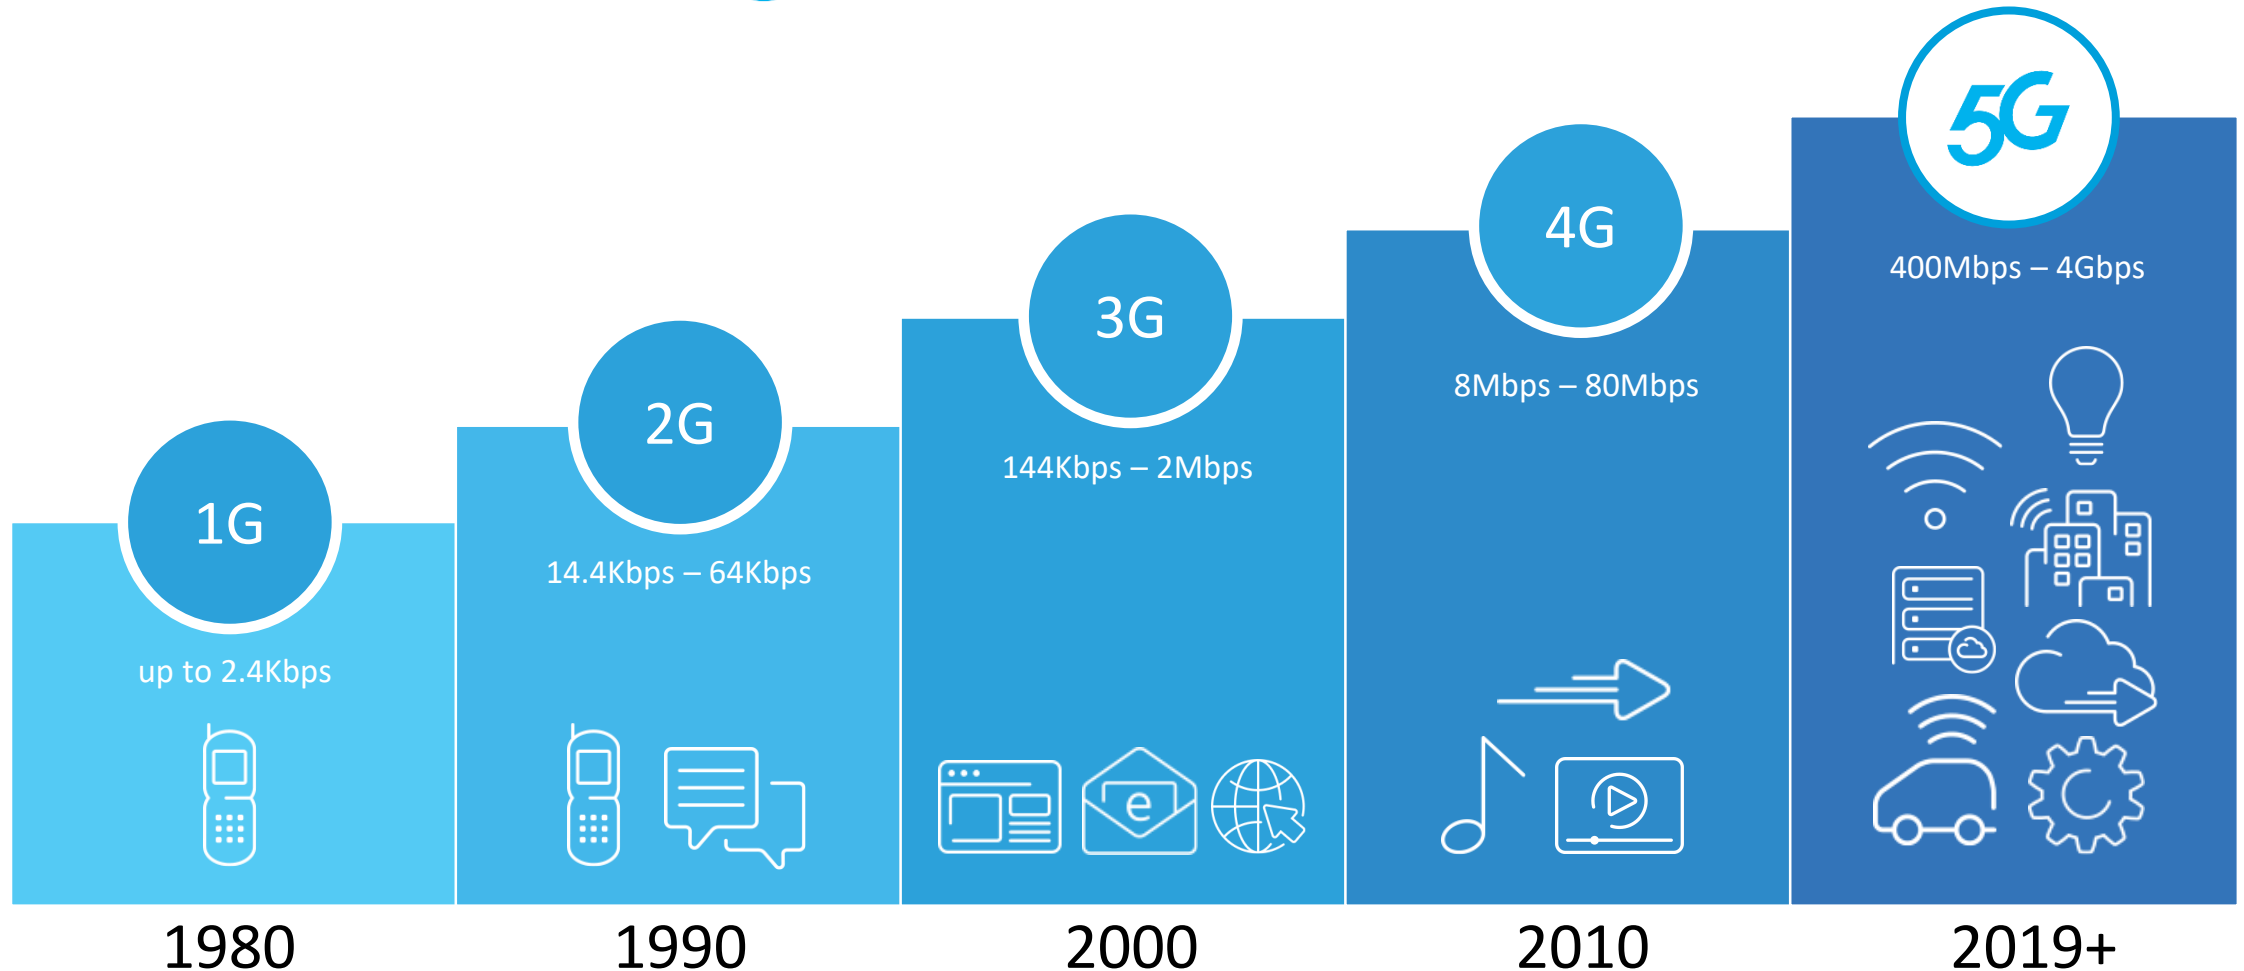 5G
400Mbps – 4Gbps
4G
8Mbps – 80Mbps
3G
144Kbps – 2Mbps
2G
14.4Kbps – 64Kbps
1G
up to 2.4Kbps
e
1980
1990
2000
2010
2019+